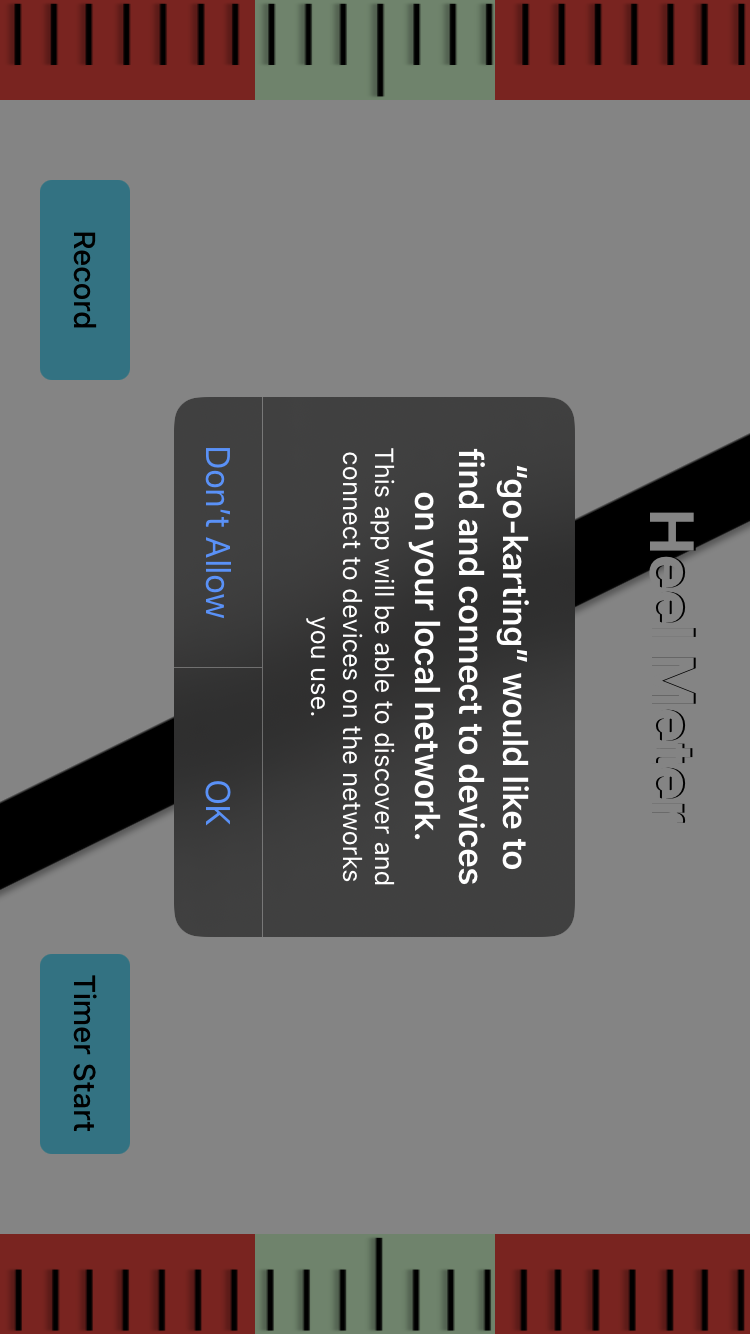 Heel Meter
"go-karting" would like to
find and connect to devices
on your local network.
This app will be able to discover and
connect to devices on the networks
you use.
Don't Allow
OK
Record
Timer Start